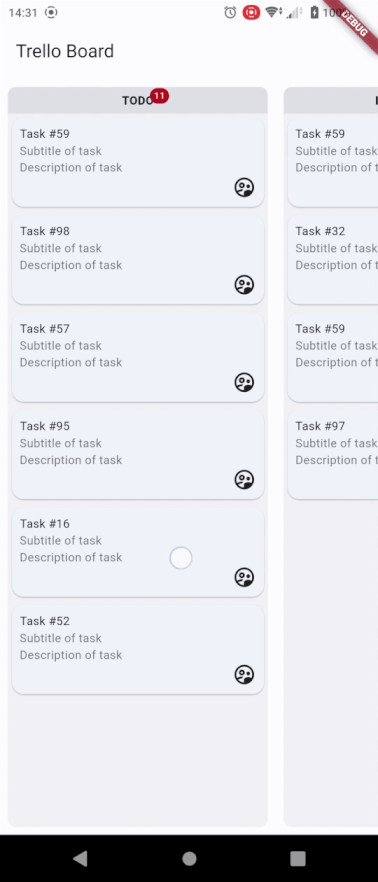 14:31
100%
DEBUG
Trello Board
TODO
11
Task #59
Subtitle of task
Description of task
Task #98
Subtitle of task
Description of task
Task #57
Subtitle of task
Description of task
Task #95
Subtitle of task
Description of task
Task #16
Subtitle of task
Description of task
Task #52
Subtitle of task
Description of task
Task #59
Subtitle of task
Description of t
Task #32
Subtitle of task
Description of t
Task #59
Subtitle of task
Description of t
Task #97
Subtitle of task
Description of t